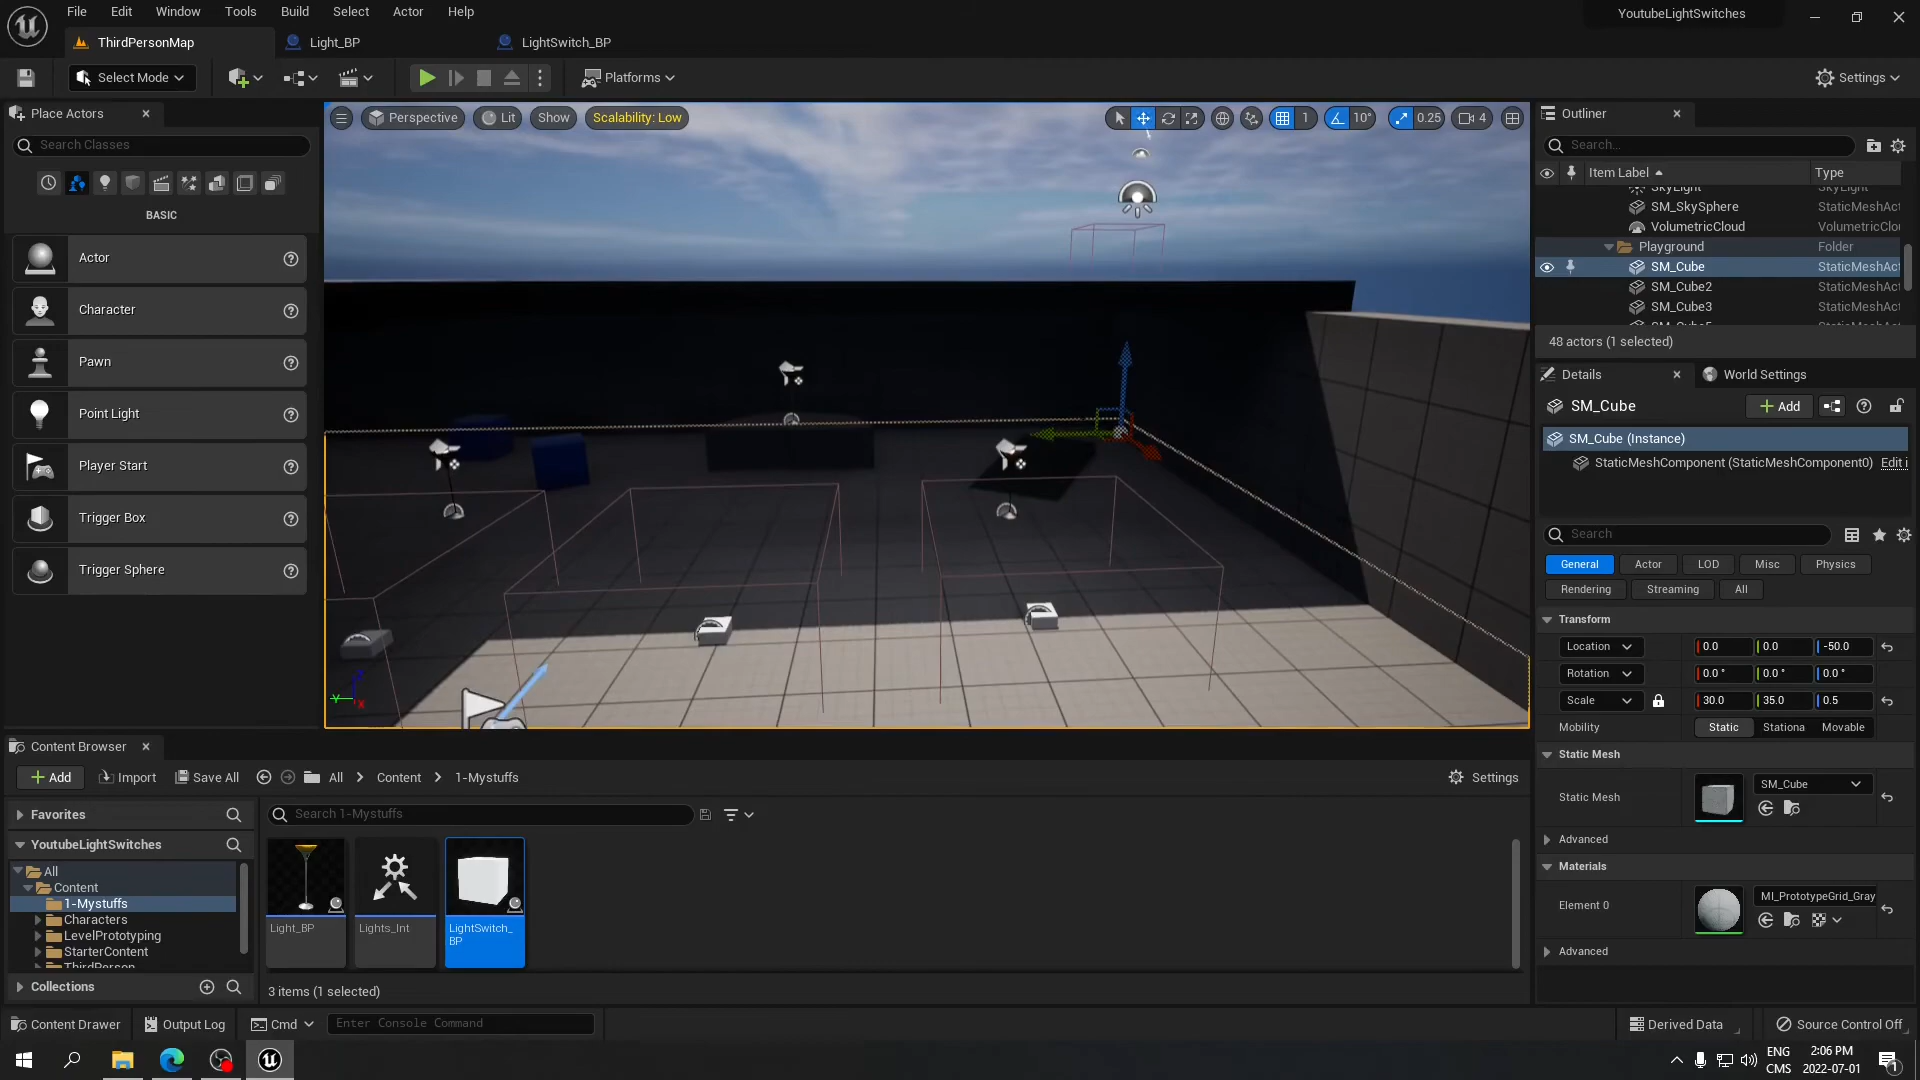 File Edit Window Tools Build Select Actor Help
YoutubeLightSwitches
ThirdPersonMap
Light_BP
LightSwitch_BP
Select Mode
Platforms
Settings
Place Actors
Search Classes
BASIC
Actor
Character
Pawn
Point Light
Player Start
Trigger Box
Trigger Sphere
Perspective
Lit
Show
Scalability: Low
1
10°
0.25
4
Outliner
Search...
Item Label
Type
SkyLight SkyLight
SM_SkySphere StaticMeshAct
VolumetricCloud VolumetricClou
Playground Folder
SM_Cube StaticMeshAct
SM_Cube2 StaticMeshAct
SM_Cube3 StaticMeshAct
48 actors (1 selected)
Details
World Settings
SM_Cube
Add
SM_Cube (Instance)
StaticMeshComponent (StaticMeshComponent0) Edit i
Search
General Actor LOD Misc Physics
Rendering Streaming All
Transform
Location 0.0 0.0 -50.0
Rotation 0.0 ° 0.0 ° 0.0 °
Scale 30.0 35.0 0.5
Mobility Static Stationa Movable
Static Mesh
Static Mesh SM_Cube
Advanced
Materials
Element 0 MI_PrototypeGrid_Gray
Advanced
Content Browser
Add Import Save All All Content 1-Mystuffs Settings
Favorites
Search 1-Mystuffs
YoutubeLightSwitches
All
Content
1-Mystuffs
Characters
LevelPrototyping
StarterContent
ThirdPerson
Collections
Light_BP
Lights_Int
LightSwitch_
BP
3 items (1 selected)
Content Drawer Output Log Cmd Enter Console Command Derived Data Source Control Off
ENG
CMS
2:06 PM
2022-07-01
1